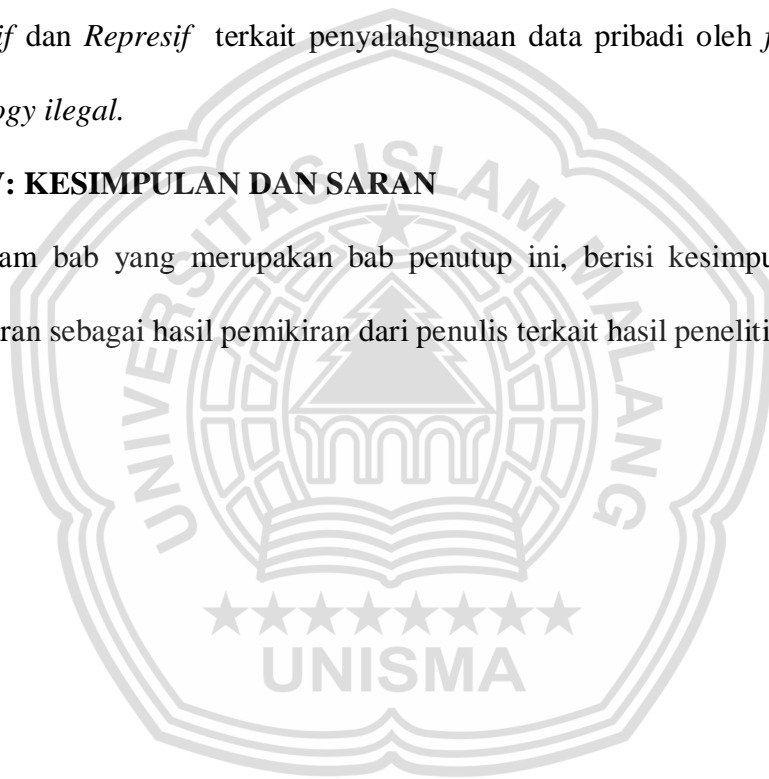 if dan Represif terkait penyalahgunaan data pribadi oleh
ogy ilegal.
V: KESIMPULAN DAN SARAN
am bab yang merupakan bab penutup ini, berisi kesimpu
ran sebagai hasil pemikiran dari penulis terkait hasil peneliti
UNIVERSITAS ISLAM MALANG
UNISMA